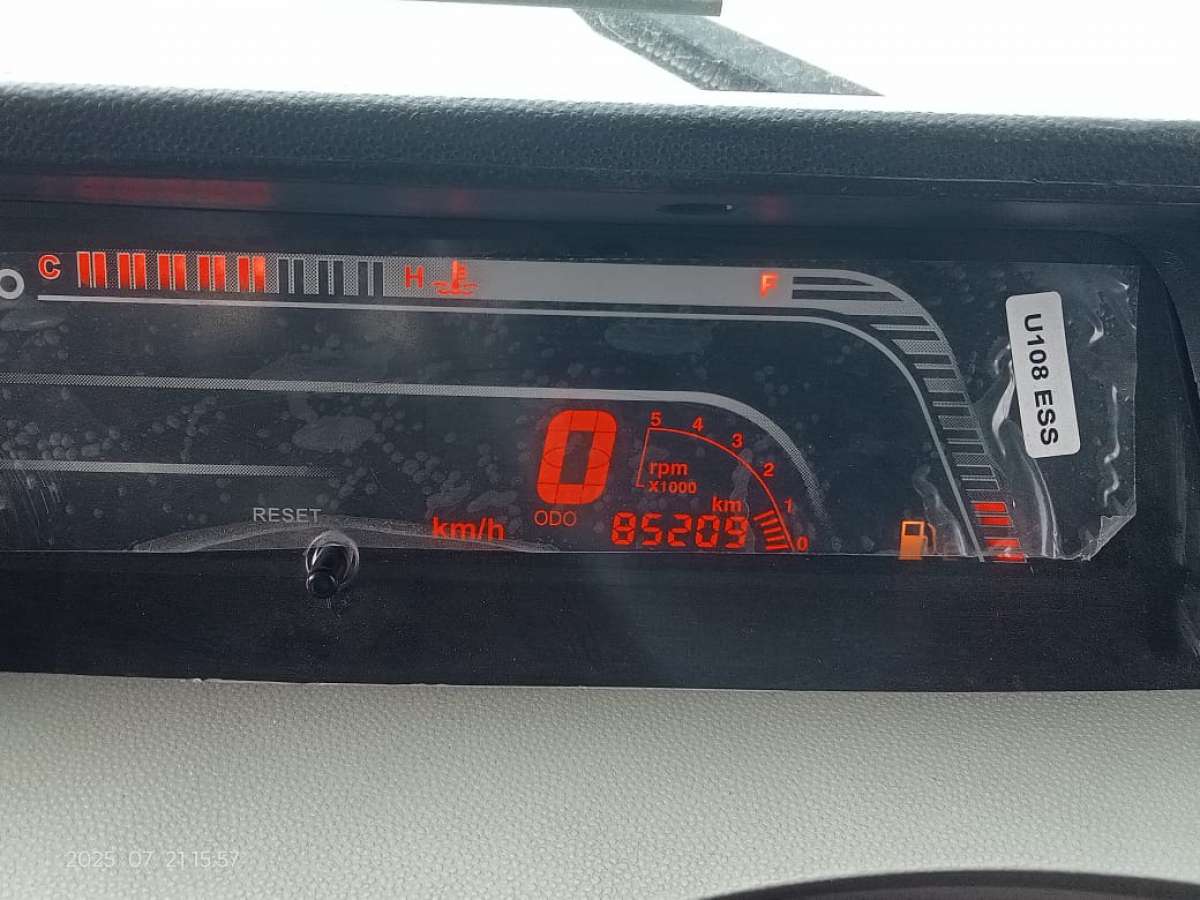 C H F
U108 ESS
5 4 3 2 1 0
rpm
X1000
0
km
RESET
km/h
ODO
85209
2025 07 21 15:57